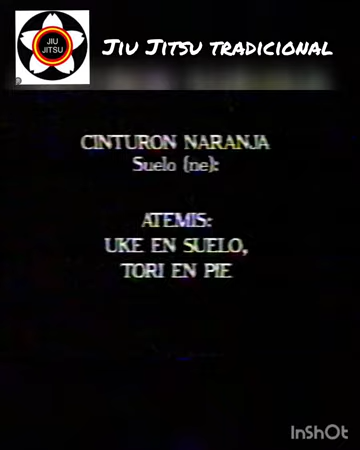 JIU
JITSU
Jiu Jitsu tradicional
CINTURON NARANJA
Suelo (ne):
ATEMIS:
UKE EN SUELO,
TORI EN PIE
InShOt